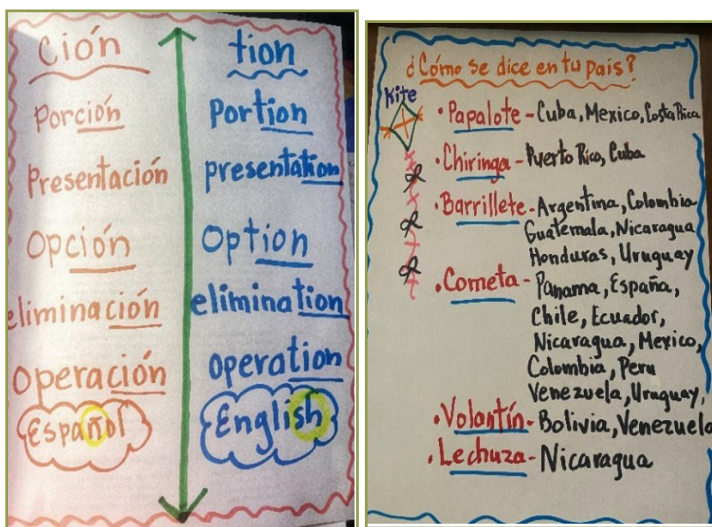 ción tion
Porción Portion
Presentación presentation
Opción Option
eliminación elimination
Operación operation
Español English
¿Cómo se dice en tu pais?
Kite
• Papalote - Cuba, Mexico, Costa Rica
• Chiringa - Puerto Rico, Cuba
• Barrillete - Argentina, Colombia
Guatemala, Nicaragua
Honduras, Uruguay
• Cometa - Panama, España,
Chile, Ecuador,
Nicaragua, Mexico,
Colombia, Peru
Venezuela, Uruguay,
• Volantín - Bolivia, Venezuela
• Lechuza - Nicaragua